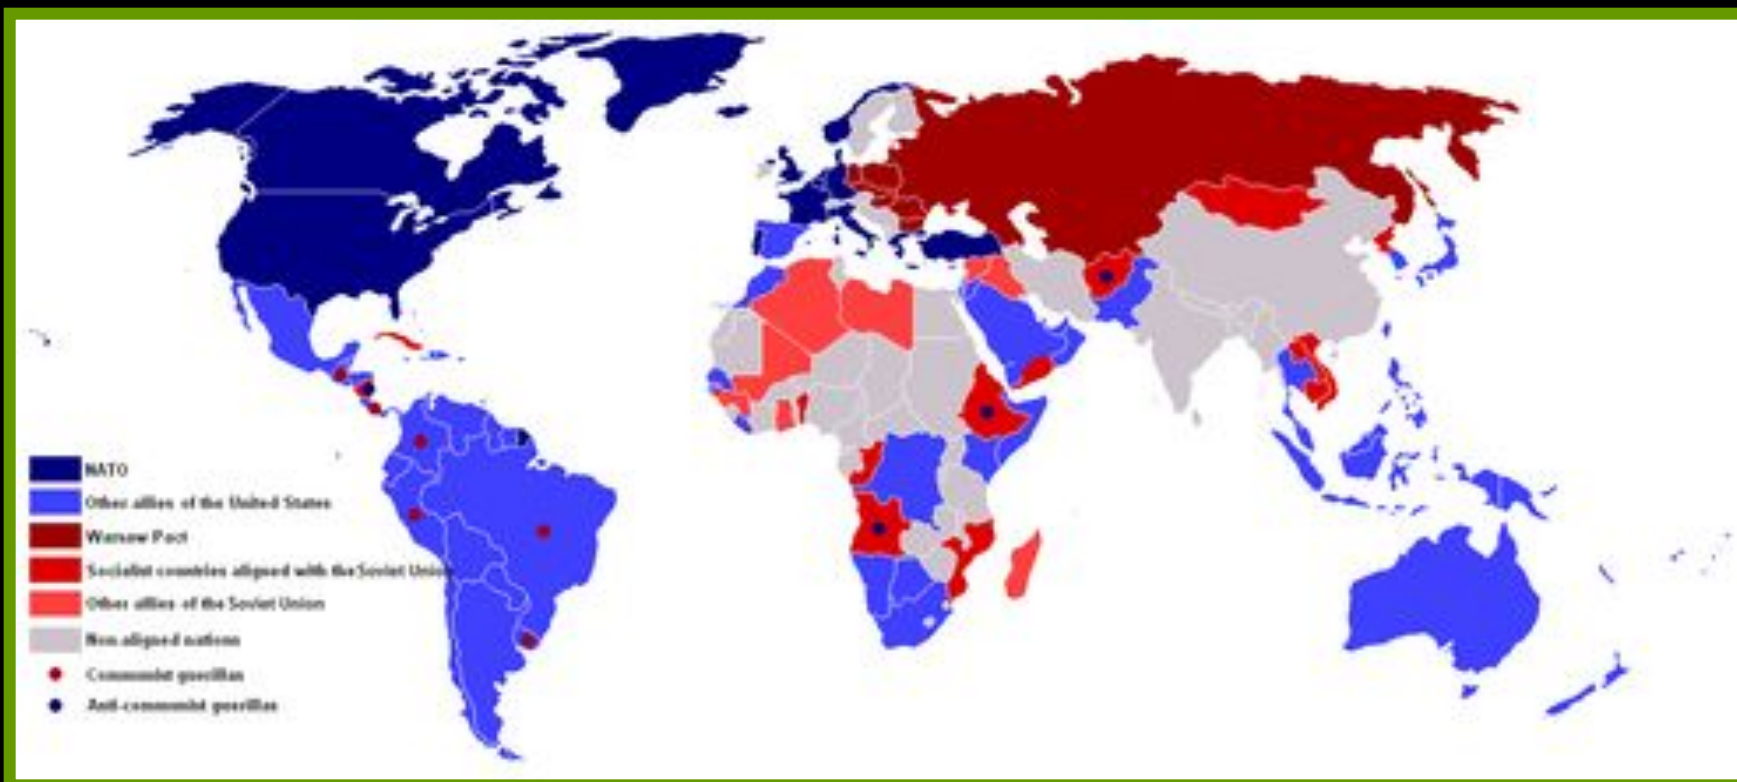 NATO
Other allies of the United States
Warsaw Pact
Socialist countries aligned with the Soviet Union
Other allies of the Soviet Union
Non aligned nations
Communist guerillas
Anti-communist guerillas